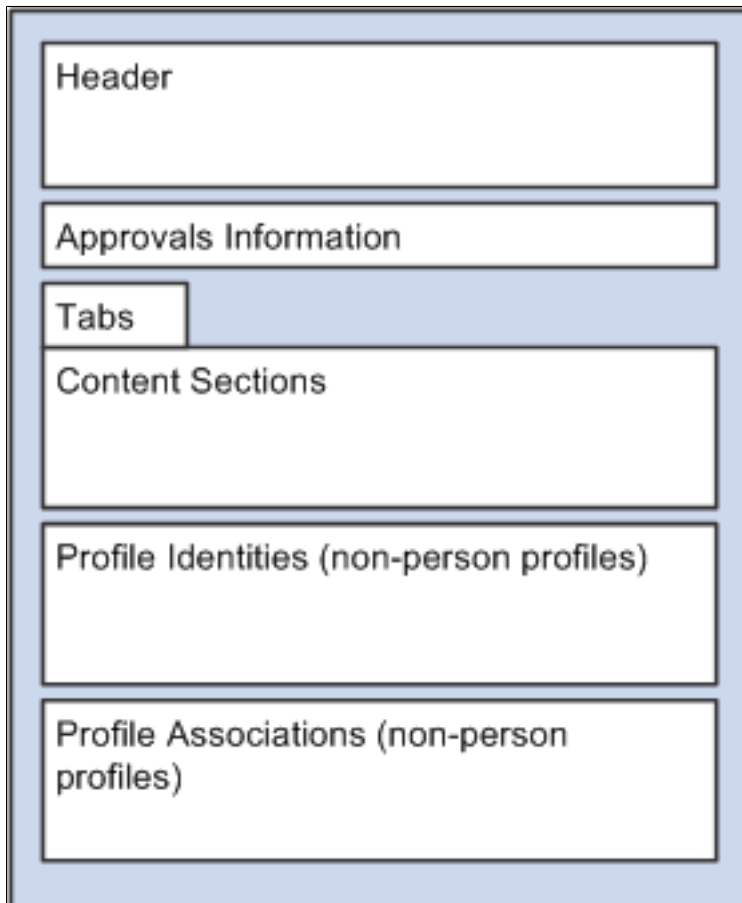 Header
Approvals Information
Tabs
Content Sections
Profile Identities (non-person profiles)
Profile Associations (non-person
profiles)